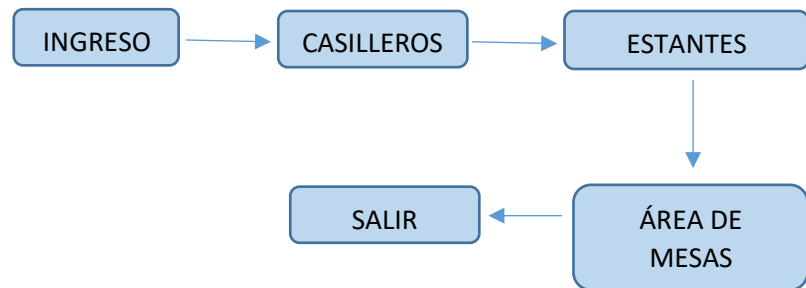 INGRESO
CASILLEROS
ESTANTES
SALIR
ÁREA DE
MESAS